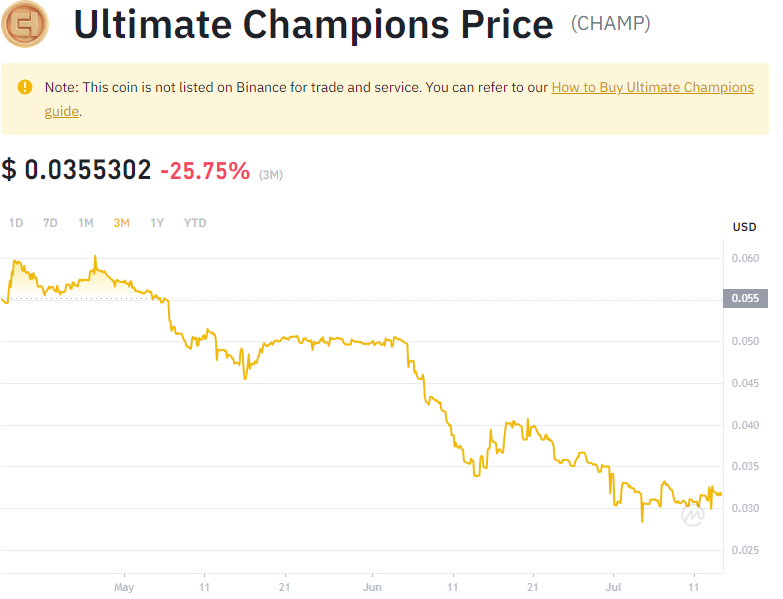 Ultimate Champions Price (CHAMP)
Note: This coin is not listed on Binance for trade and service. You can refer to our How to Buy Ultimate Champions
guide.
$ 0.0355302 -25.75% (3M)
1D 7D 1M 3M 1Y YTD
USD
0.060
0.055
0.050
0.045
0.040
0.035
0.030
0.025
May 11 21 Jun 11 21 Jul 11